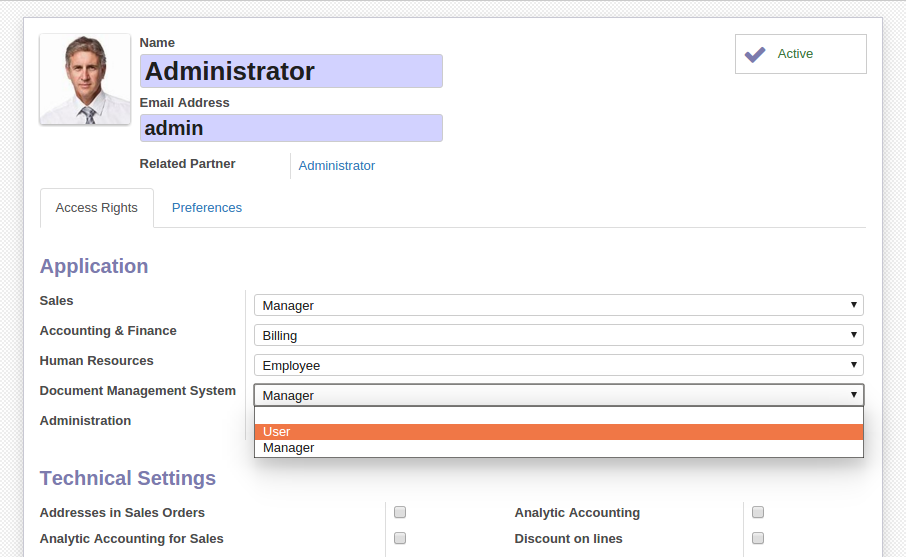 Name
Administrator
Active
Email Address
admin
Related Partner Administrator
Access Rights Preferences
Application
Sales Manager
Accounting & Finance Billing
Human Resources Employee
Document Management System Manager
Administration
User
Manager
Technical Settings
Addresses in Sales Orders Analytic Accounting
Analytic Accounting for Sales Discount on lines